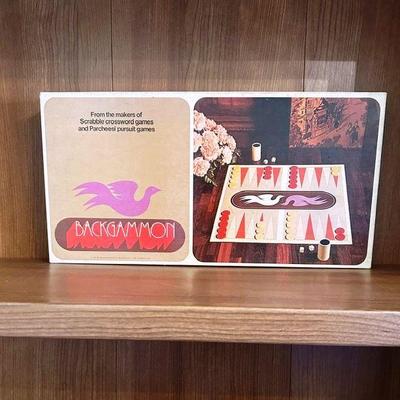 From the makers of
Scrabble crossword games
and Parcheesi pursuit games
BACKGAMMON